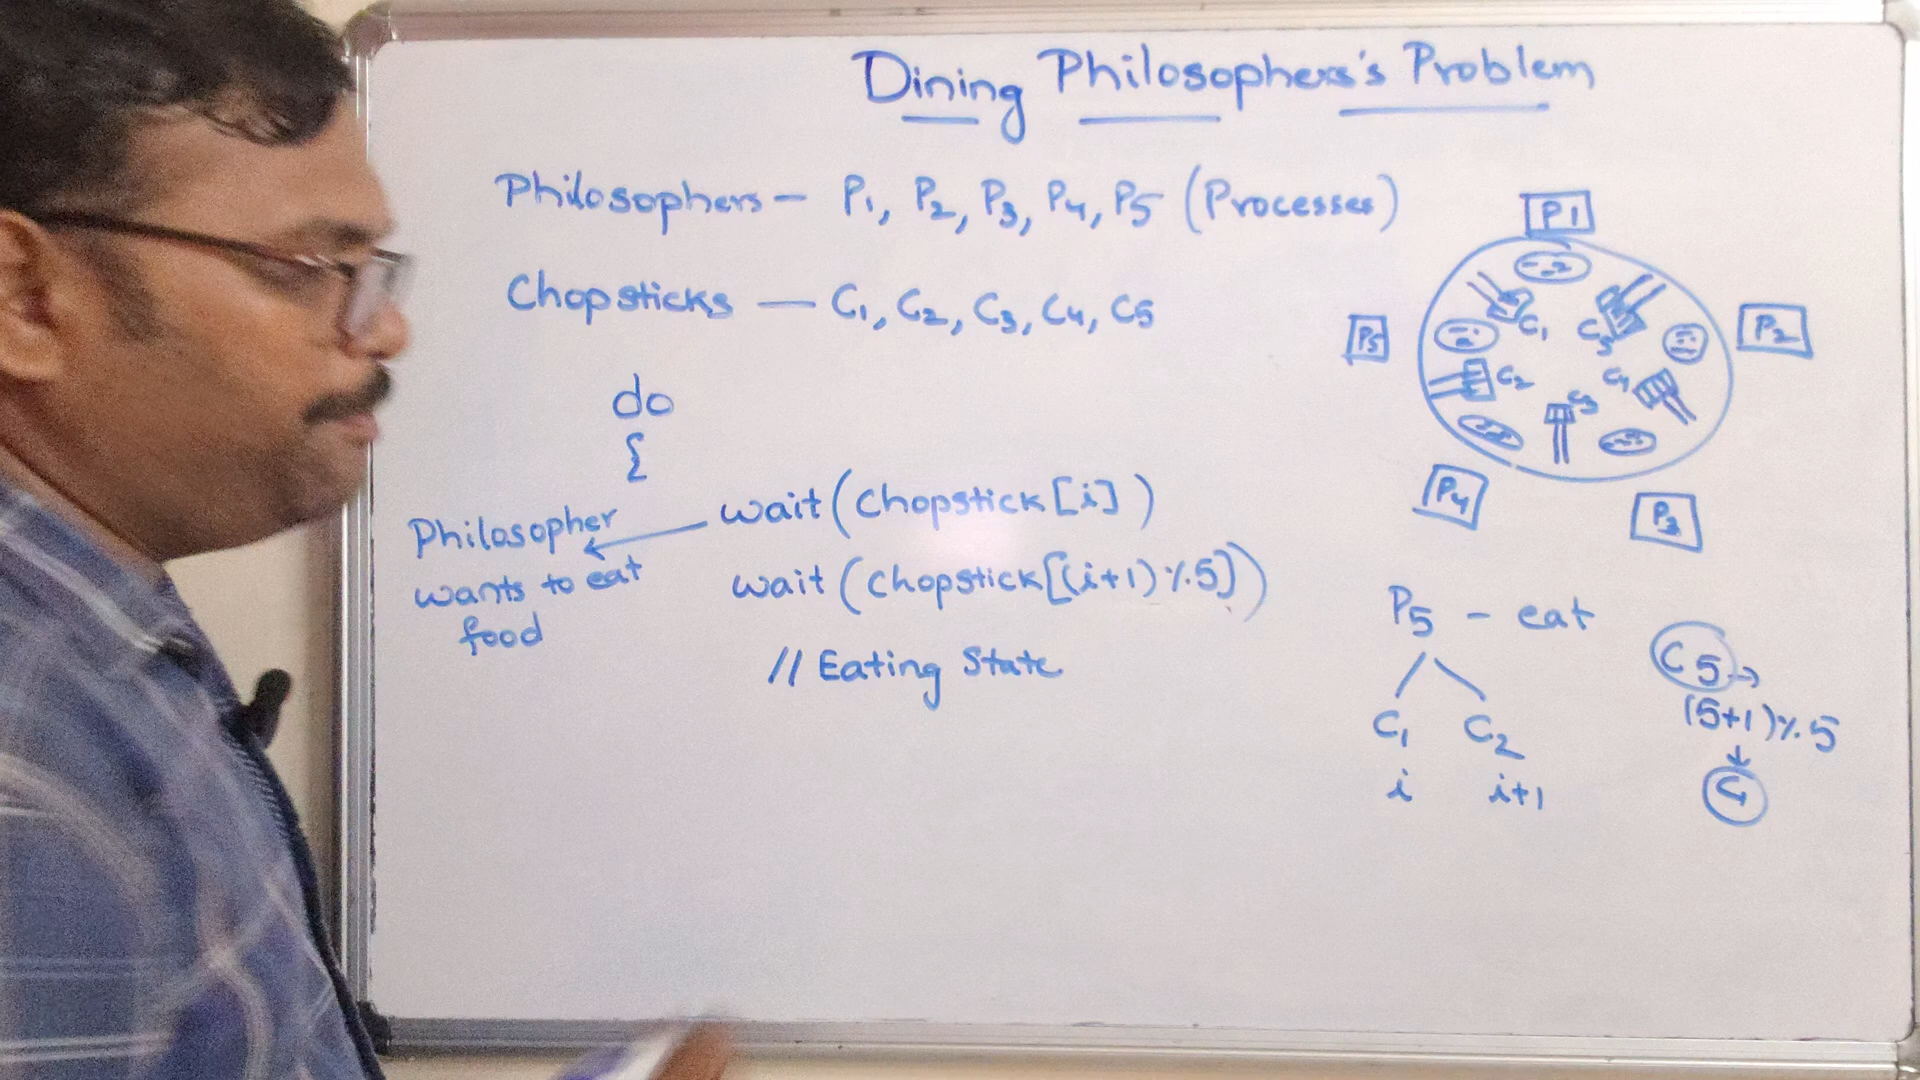 Dining Philosophers's Problem
Philosophers - P1, P2, P3, P4, P5 (Processes)
Chopsticks — C1, C2, C3, C4, C5
do
{
wait(Chopstick[i])
Philosopher
wants to eat
food
wait(Chopstick[(i+1)%5])
// Eating State
P1
P2
P5
C1
C5
C2
C4
C3
P4
P3
P5 - eat
C1 C2
i i+1
C5→
(5+1)%5
C1